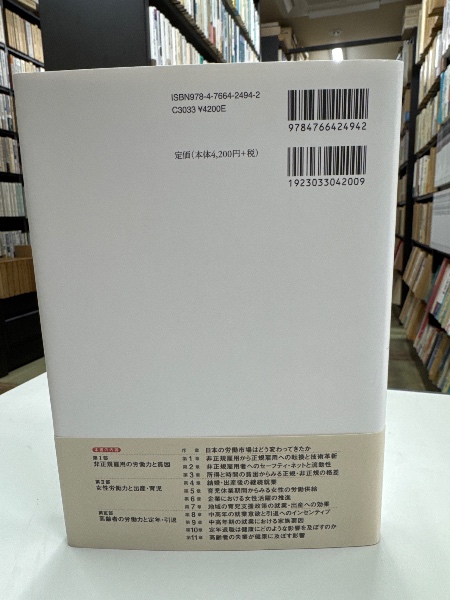 ISBN978-4-7664-2494-2
C3033 ¥4200E
定価(本体4,200円+税)
9784766424942
1923033042009
主要内容
第Ⅰ部
非正規雇用の労働力と貧困
第Ⅱ部
女性労働力と出産・育児
第Ⅲ部
高齢者の労働力と定年・引退
序 章 日本の労働市場はどう変わってきたか
第1章 非正規雇用から正規雇用への転換と技術革新
第2章 非正規雇用者へのセーフティ・ネットと流動性
第3章 所得と時間の貧困からみる正規・非正規の格差
第4章 結婚・出産後の継続就業
第5章 育児休業期間からみる女性の労働供給
第6章 企業における女性活躍の推進
第7章 地域の育児支援政策の就業・出産への効果
第8章 中高年の就業意欲と引退へのインセンティブ
第9章 中高年期の就業における家族要因
第10章 定年退職は健康にどのような影響を及ぼすのか
第11章 高齢者の失業が健康に及ぼす影響